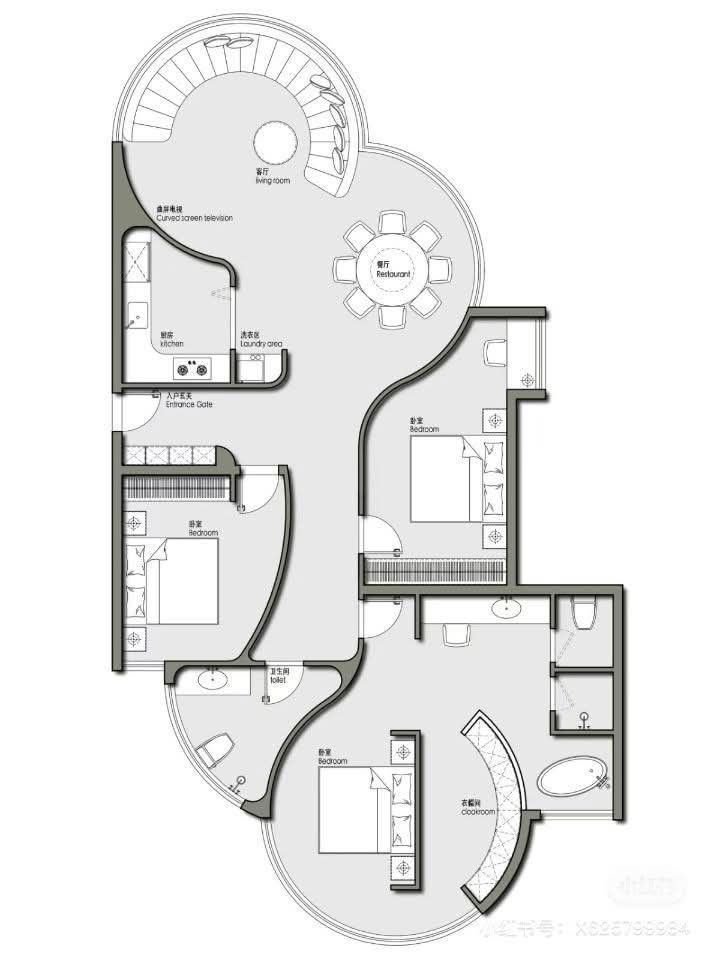 客厅
living room
曲屏电视
Curved screen television
餐厅
Restaurant
厨房
kitchen
洗衣区
Laundry area
入户玄关
Entrance Gate
卧室
Bedroom
卧室
Bedroom
卫生间
toilet
卧室
Bedroom
衣帽间
cloakroom
小红书
小红书号: X625799984